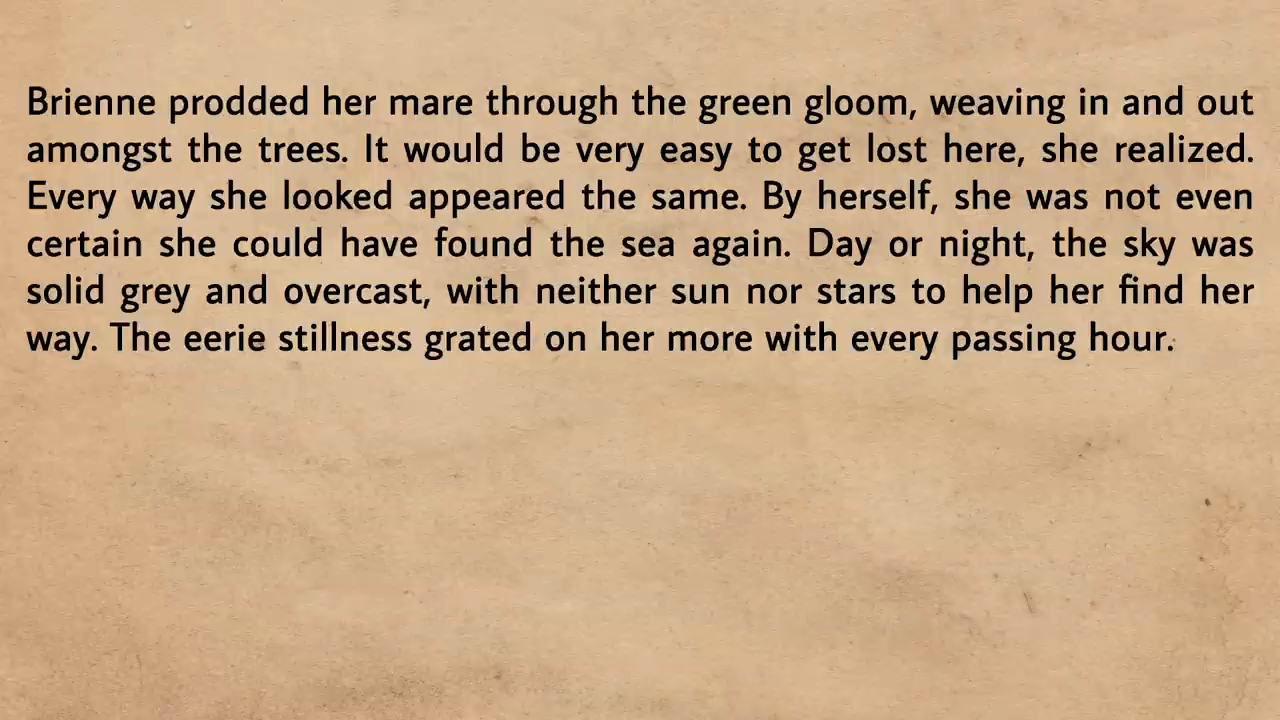 Brienne prodded her mare through the green gloom, weaving in and out
amongst the trees. It would be very easy to get lost here, she realized.
Every way she looked appeared the same. By herself, she was not even
certain she could have found the sea again. Day or night, the sky was
solid grey and overcast, with neither sun nor stars to help her find her
way. The eerie stillness grated on her more with every passing hour.